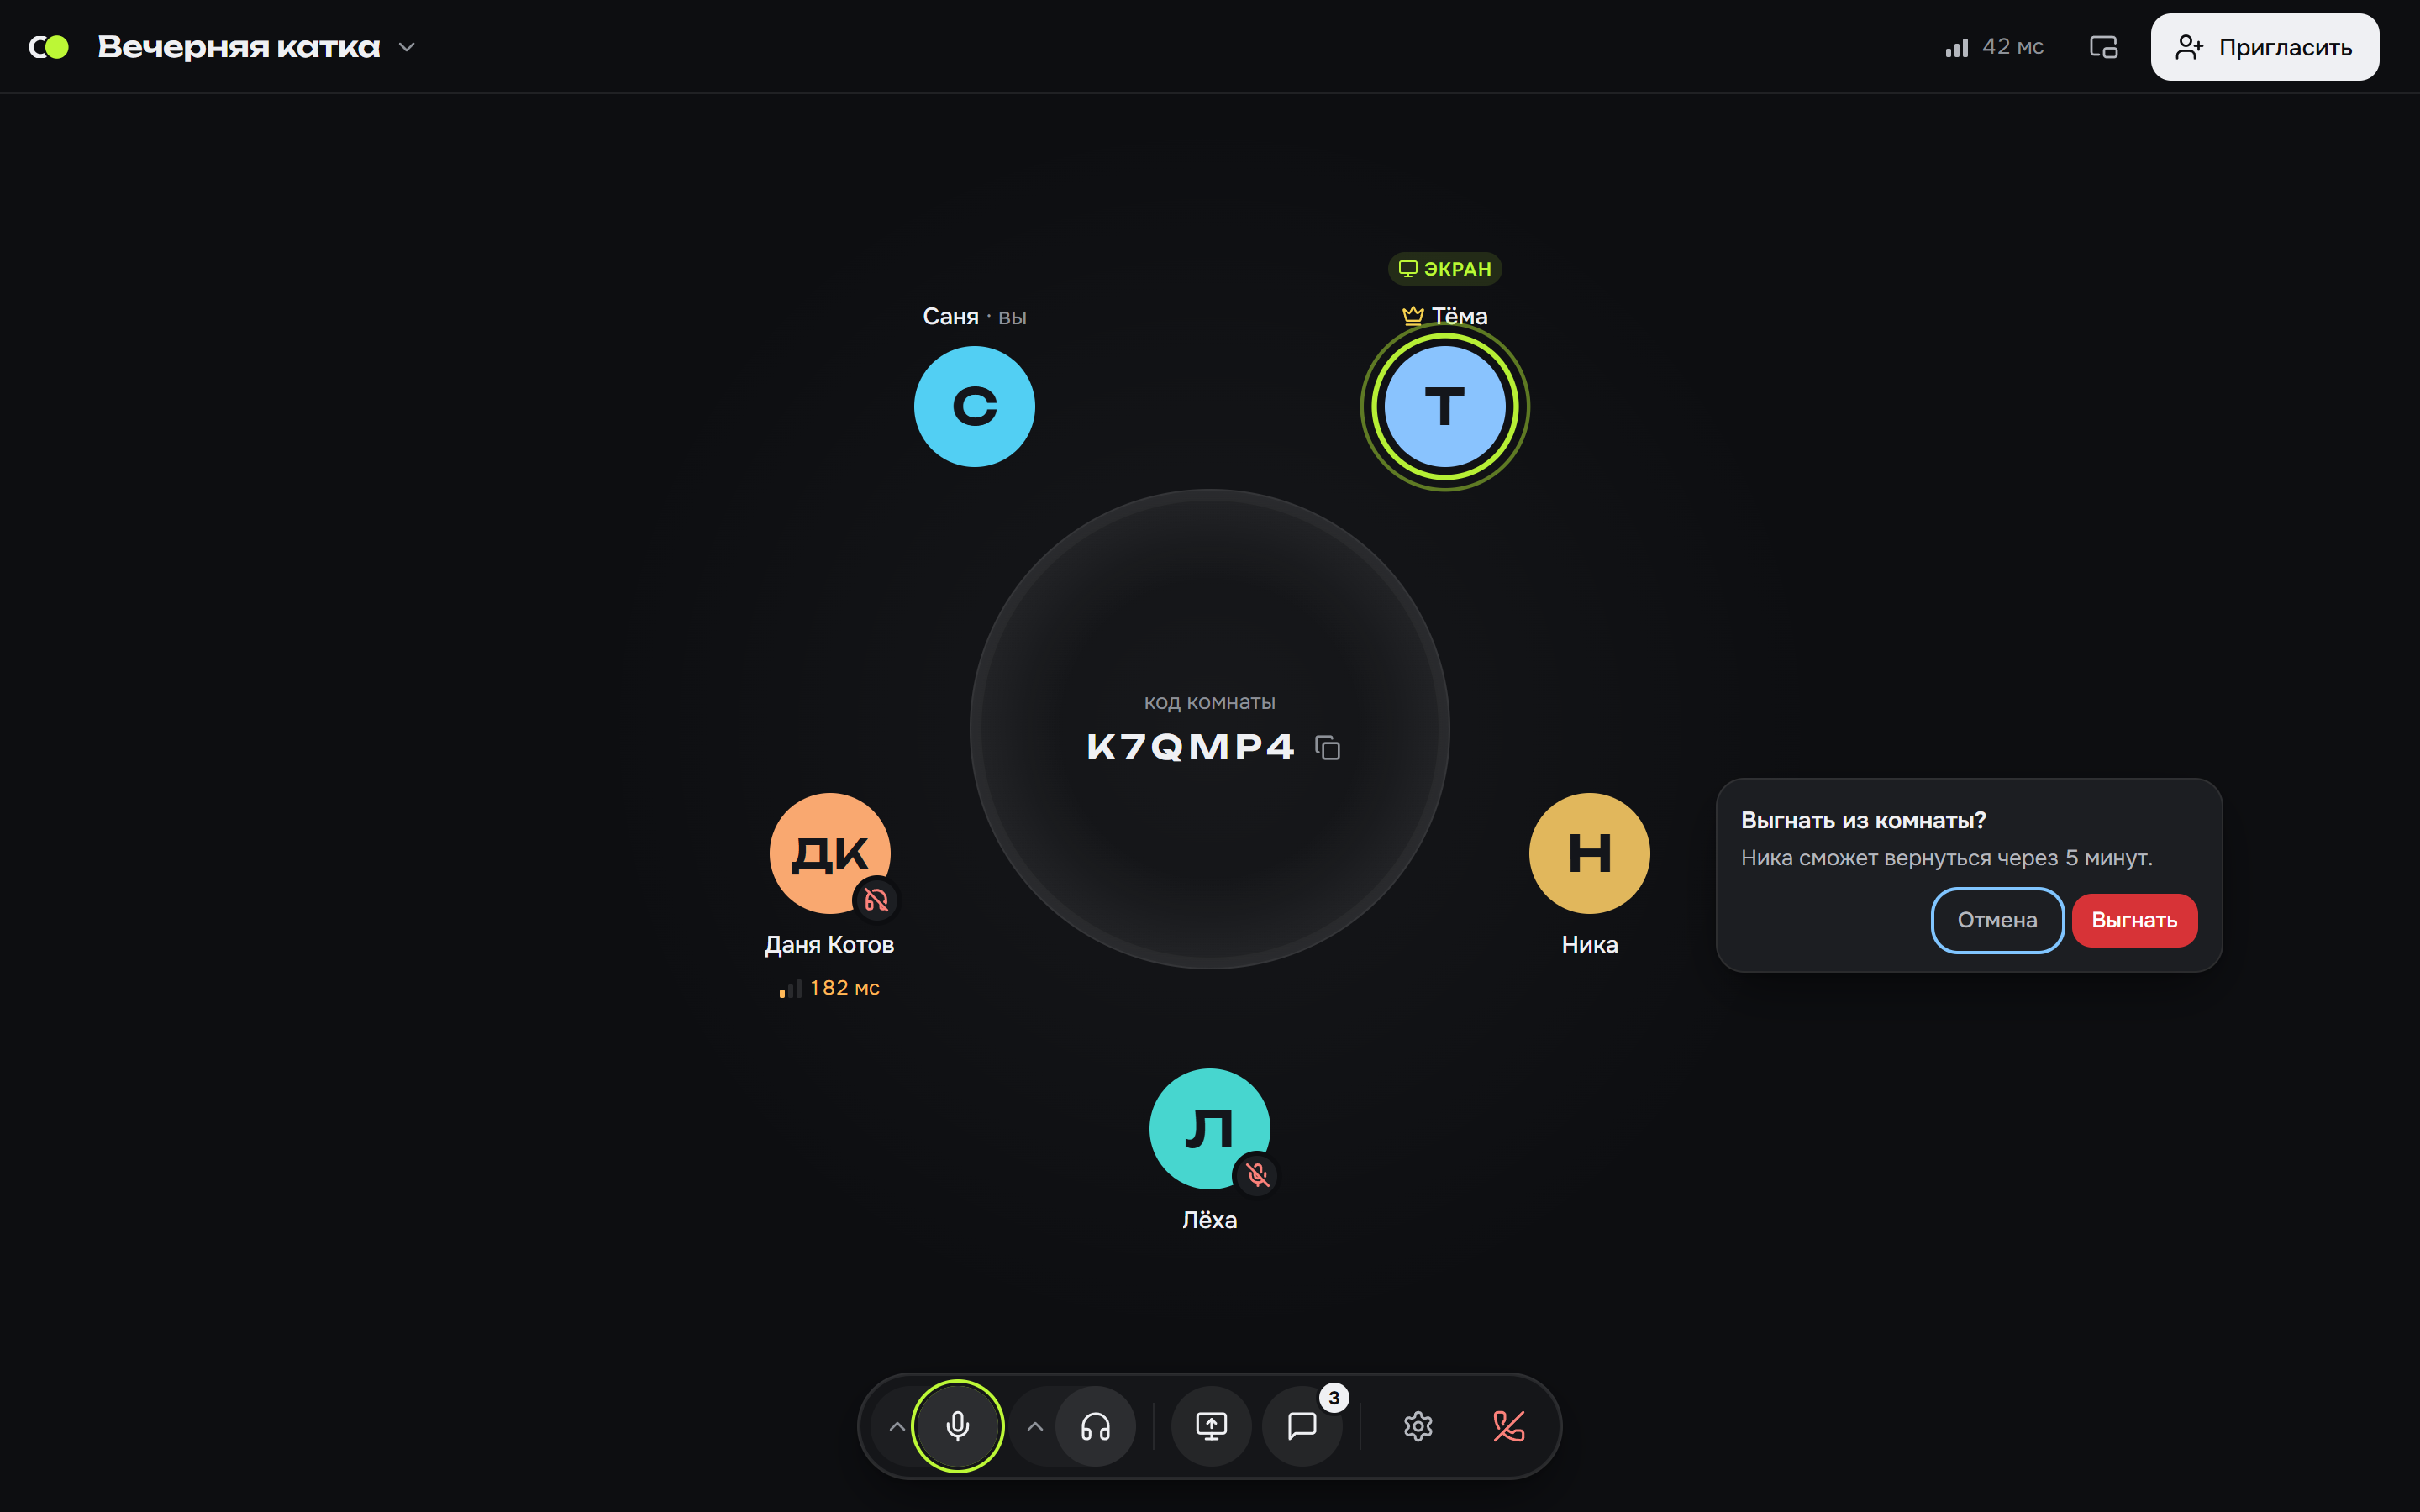 Вечерняя катка
42 мс
Пригласить
ЭКРАН
Саня · вы
Тёма
С
Т
код комнаты
K7QMP4
ДК
Даня Котов
182 мс
Н
Ника
Выгнать из комнаты?
Ника сможет вернуться через 5 минут.
Отмена
Выгнать
Л
Лёха
3